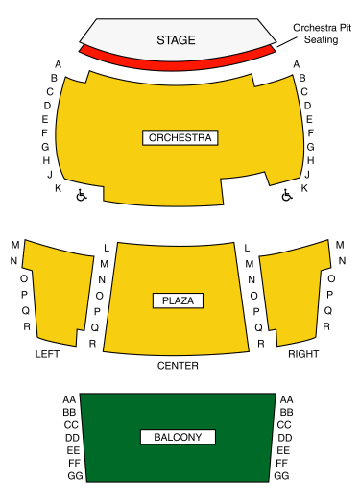 Orchestra Pit
Seating
STAGE
A A
B B
C C
D D
E E
F F
G G
H H
J J
K K
ORCHESTRA
M L L M
N M M N
O N N O
P O O P
Q P P Q
R Q Q R
R R
PLAZA
LEFT
CENTER
RIGHT
AA AA
BB BB
CC CC
DD DD
EE EE
FF FF
GG GG
BALCONY